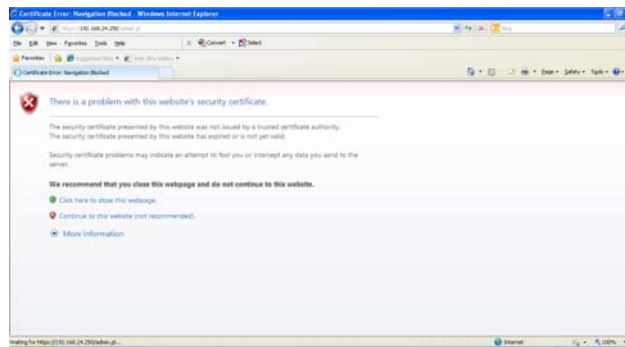 Certificate Error: Navigation Blocked - Windows Internet Explorer
File Edit View Favorites Tools Help x Convert Select
Favorites
Certificate Error: Navigation Blocked Page Safety Tools
There is a problem with this website's security certificate.
The security certificate presented by this website was not issued by a trusted certificate authority.
The security certificate presented by this website has expired or is not yet valid.
Security certificate problems may indicate an attempt to fool you or intercept any data you send to the
server.
We recommend that you close this webpage and do not continue to this website.
Click here to close this webpage.
Continue to this website (not recommended).
More information
Internet 100%